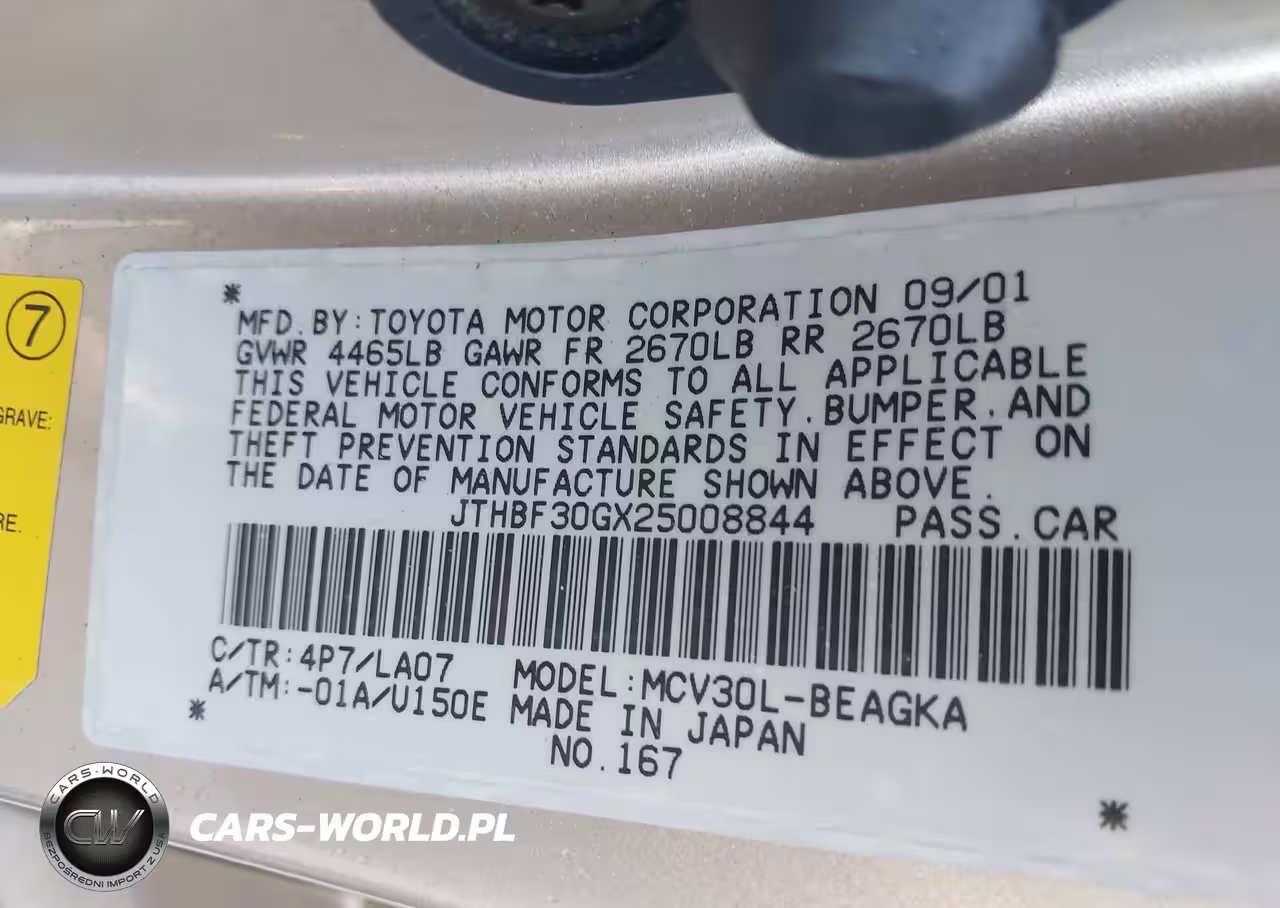 7
GRAVE:
RE.
* MFD. BY: TOYOTA MOTOR CORPORATION 09/01
GVWR 4465LB GAWR FR 2670LB RR 2670LB
THIS VEHICLE CONFORMS TO ALL APPLICABLE
FEDERAL MOTOR VEHICLE SAFETY. BUMPER. AND
THEFT PREVENTION STANDARDS IN EFFECT ON
THE DATE OF MANUFACTURE SHOWN ABOVE.
JTHBF30GX25008844 PASS. CAR
C/TR: 4P7/LA07 MODEL: MCV30L-BEAGKA
A/TM: -01A/U150E MADE IN JAPAN
* NO. 167 *
CARS-WORLD
CW
BEZPOŚREDNI IMPORT Z USA
CARS-WORLD.PL